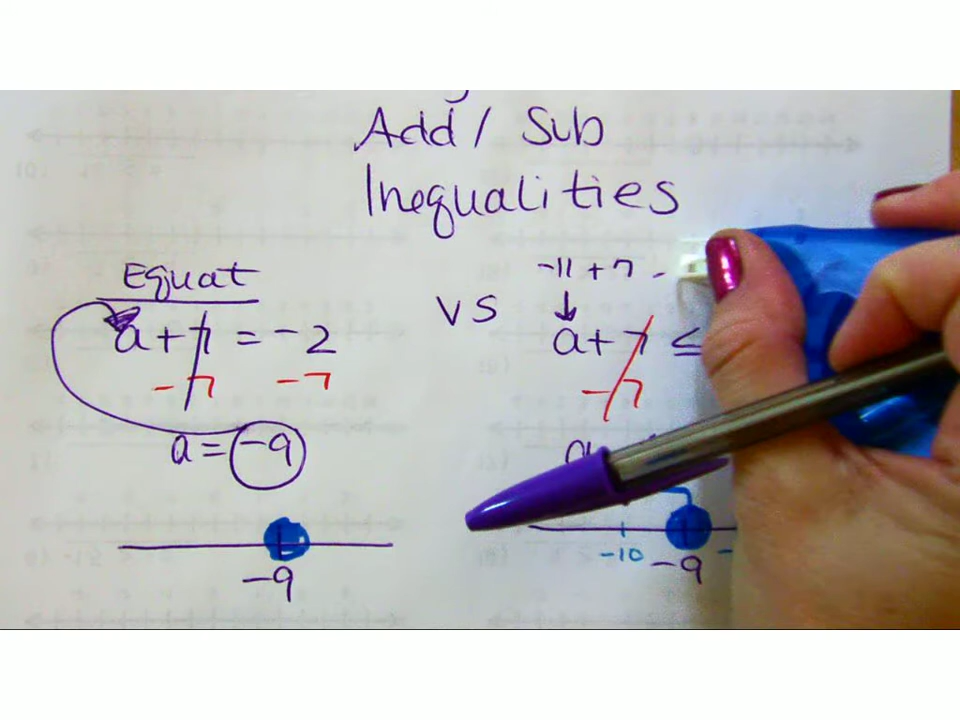 Add / Sub
Inequalities
Equat
a + 7 = -2
-7 -7
a = -9
-9
VS
-11 + 7 -
a + 7 ≤
-7
a
-10 -9 -